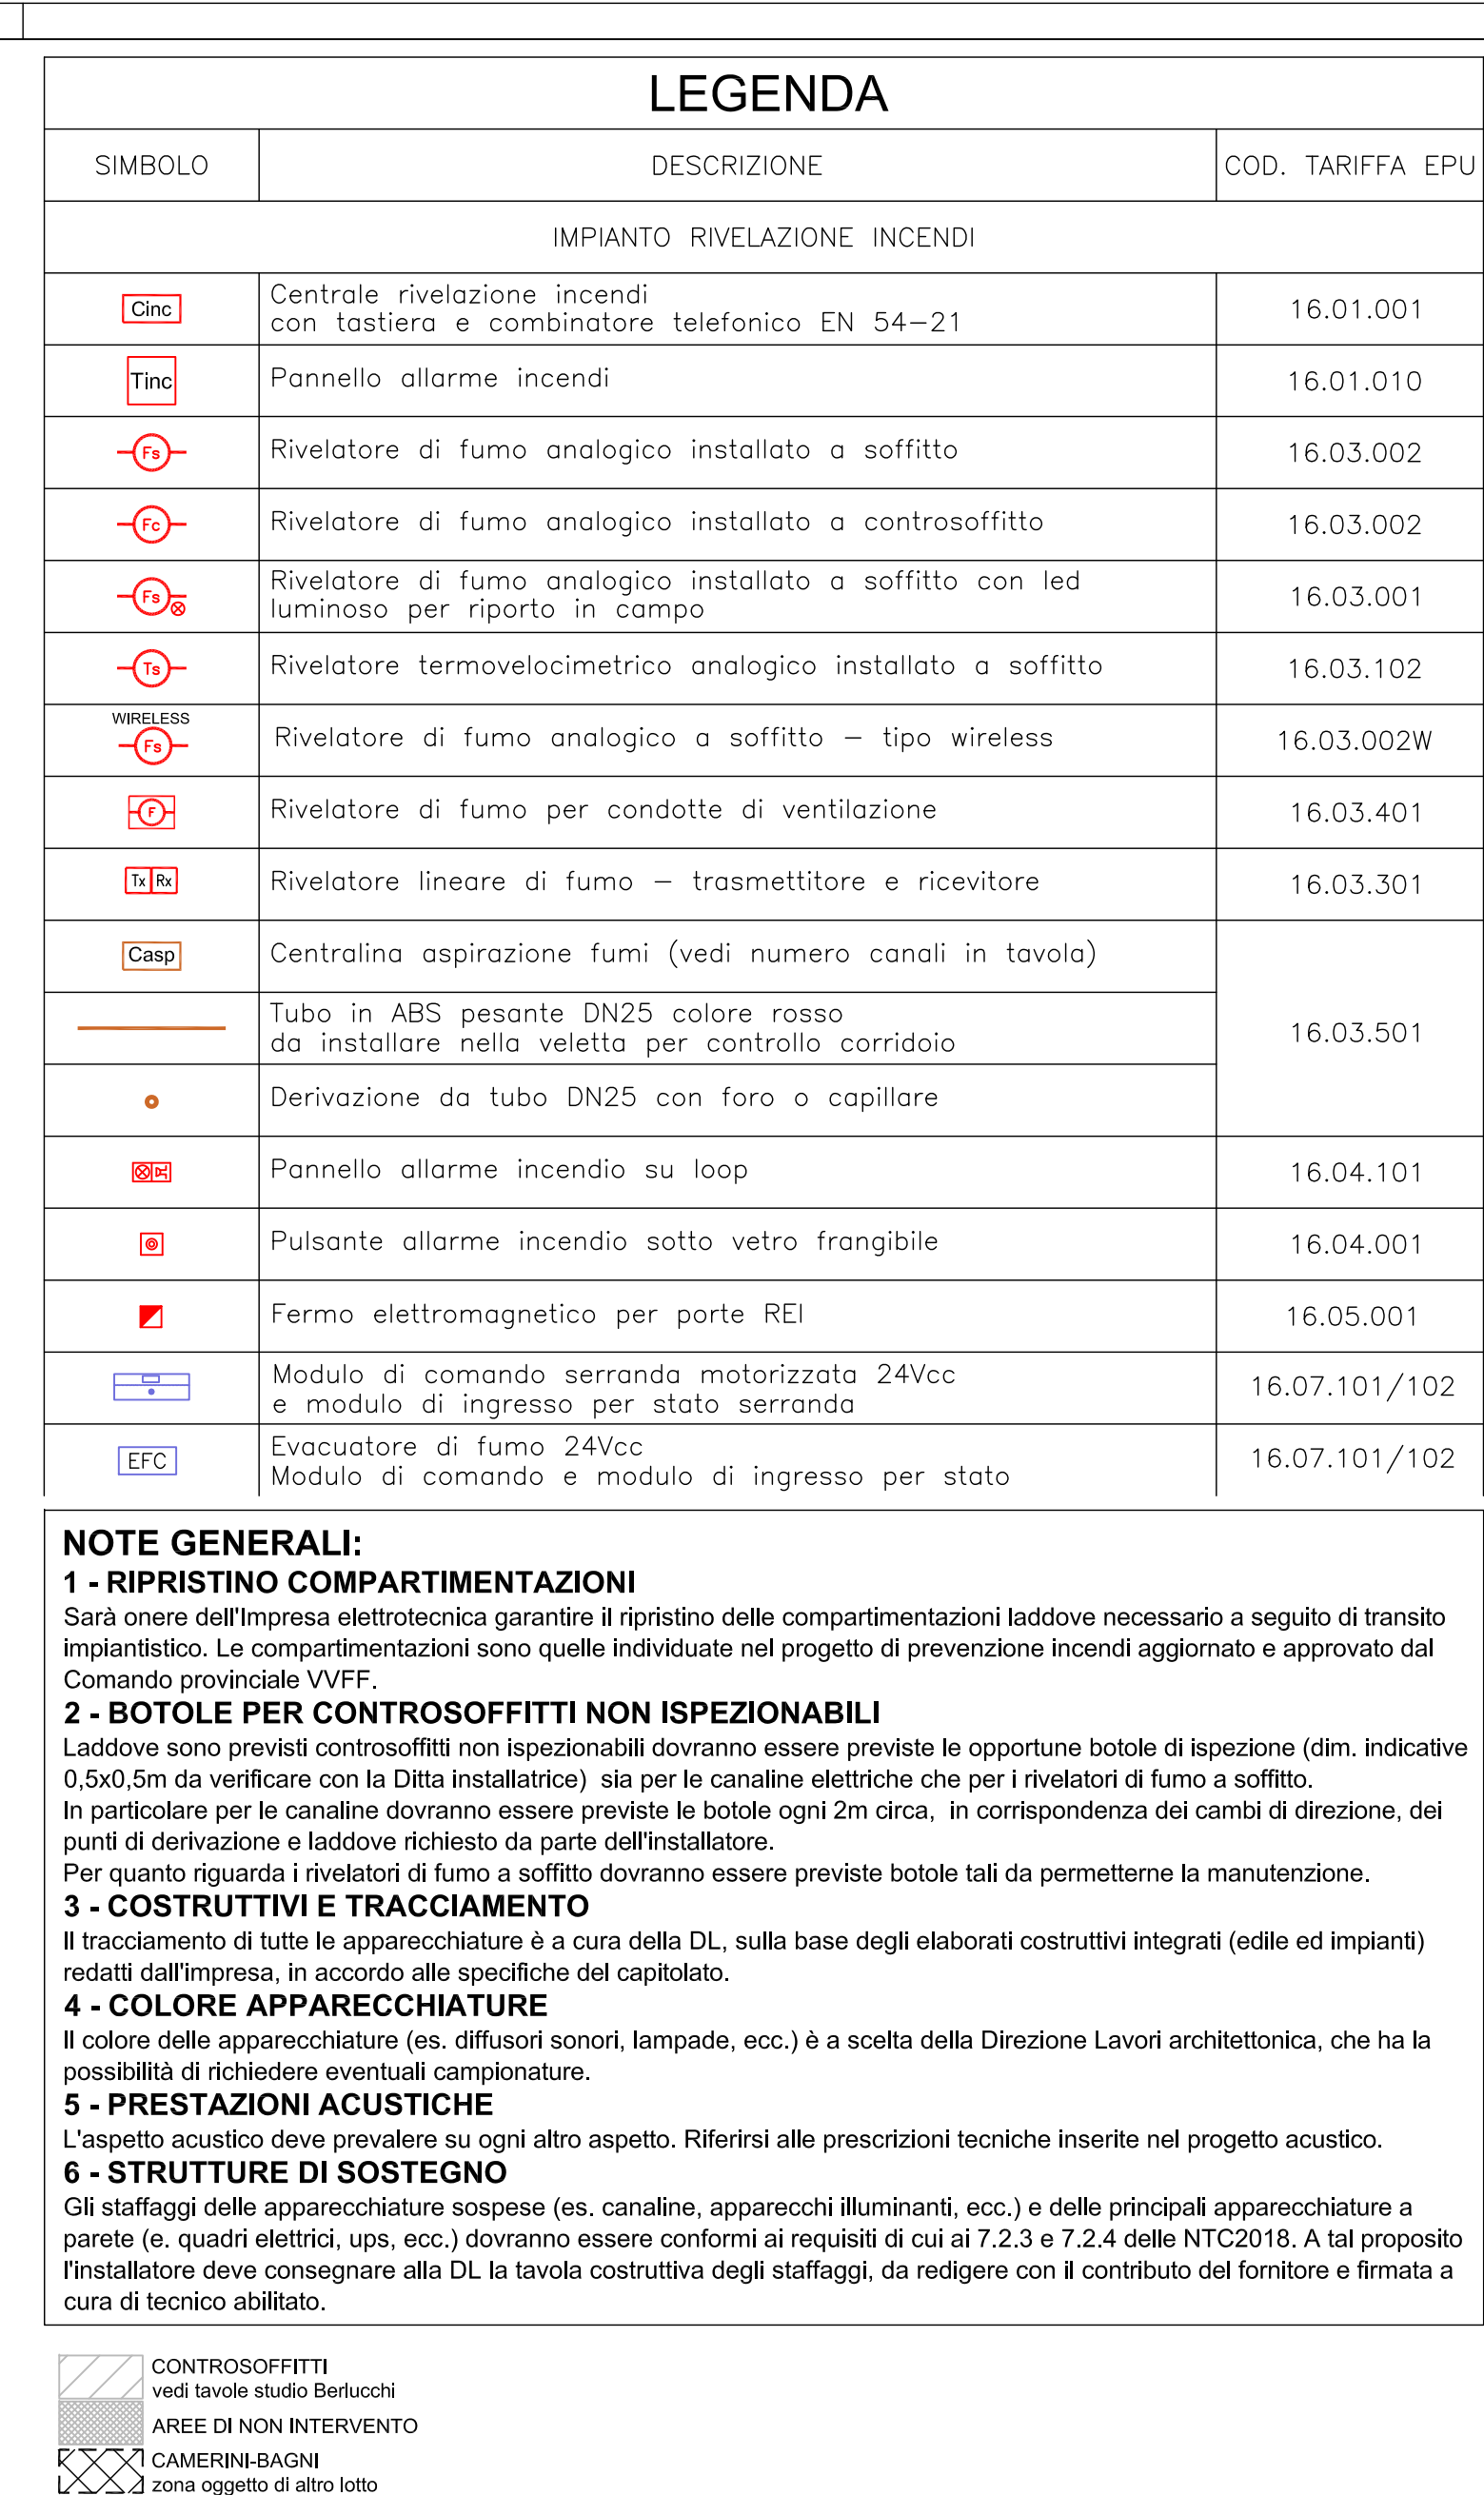 LEGENDA
SIMBOLO DESCRIZIONE COD. TARIFFA EPU
IMPIANTO RIVELAZIONE INCENDI
Cinc Centrale rivelazione incendi
con tastiera e combinatore telefonico EN 54-21 16.01.001
Tinc Pannello allarme incendi 16.01.010
Fs Rivelatore di fumo analogico installato a soffitto 16.03.002
Fc Rivelatore di fumo analogico installato a controsoffitto 16.03.002
Fs Rivelatore di fumo analogico installato a soffitto con led
luminoso per riporto in campo 16.03.001
Ts Rivelatore termovelocimetrico analogico installato a soffitto 16.03.102
WIRELESS
Fs Rivelatore di fumo analogico a soffitto - tipo wireless 16.03.002W
F Rivelatore di fumo per condotte di ventilazione 16.03.401
Tx Rx Rivelatore lineare di fumo - trasmettitore e ricevitore 16.03.301
Casp Centralina aspirazione fumi (vedi numero canali in tavola)
Tubo in ABS pesante DN25 colore rosso
da installare nella veletta per controllo corridoio 16.03.501
Derivazione da tubo DN25 con foro o capillare
Pannello allarme incendio su loop 16.04.101
Pulsante allarme incendio sotto vetro frangibile 16.04.001
Fermo elettromagnetico per porte REI 16.05.001
Modulo di comando serranda motorizzata 24Vcc
e modulo di ingresso per stato serranda 16.07.101/102
EFC Evacuatore di fumo 24Vcc
Modulo di comando e modulo di ingresso per stato 16.07.101/102
NOTE GENERALI:
1 - RIPRISTINO COMPARTIMENTAZIONI
Sarà onere dell'Impresa elettrotecnica garantire il ripristino delle compartimentazioni laddove necessario a seguito di transito
impiantistico. Le compartimentazioni sono quelle individuate nel progetto di prevenzione incendi aggiornato e approvato dal
Comando provinciale VVFF.
2 - BOTOLE PER CONTROSOFFITTI NON ISPEZIONABILI
Laddove sono previsti controsoffitti non ispezionabili dovranno essere previste le opportune botole di ispezione (dim. indicative
0,5x0,5m da verificare con la Ditta installatrice) sia per le canaline elettriche che per i rivelatori di fumo a soffitto.
In particolare per le canaline dovranno essere previste le botole ogni 2m circa, in corrispondenza dei cambi di direzione, dei
punti di derivazione e laddove richiesto da parte dell'installatore.
Per quanto riguarda i rivelatori di fumo a soffitto dovranno essere previste botole tali da permetterne la manutenzione.
3 - COSTRUTTIVI E TRACCIAMENTO
Il tracciamento di tutte le apparecchiature è a cura della DL, sulla base degli elaborati costruttivi integrati (edile ed impianti)
redatti dall'impresa, in accordo alle specifiche del capitolato.
4 - COLORE APPARECCHIATURE
Il colore delle apparecchiature (es. diffusori sonori, lampade, ecc.) è a scelta della Direzione Lavori architettonica, che ha la
possibilità di richiedere eventuali campionature.
5 - PRESTAZIONI ACUSTICHE
L'aspetto acustico deve prevalere su ogni altro aspetto. Riferirsi alle prescrizioni tecniche inserite nel progetto acustico.
6 - STRUTTURE DI SOSTEGNO
Gli staffaggi delle apparecchiature sospese (es. canaline, apparecchi illuminanti, ecc.) e delle principali apparecchiature a
parete (e. quadri elettrici, ups, ecc.) dovranno essere conformi ai requisiti di cui ai 7.2.3 e 7.2.4 delle NTC2018. A tal proposito
l'installatore deve consegnare alla DL la tavola costruttiva degli staffaggi, da redigere con il contributo del fornitore e firmata a
cura di tecnico abilitato.
CONTROSOFFITTI
vedi tavole studio Berlucchi
AREE DI NON INTERVENTO
CAMERINI-BAGNI
zona oggetto di altro lotto